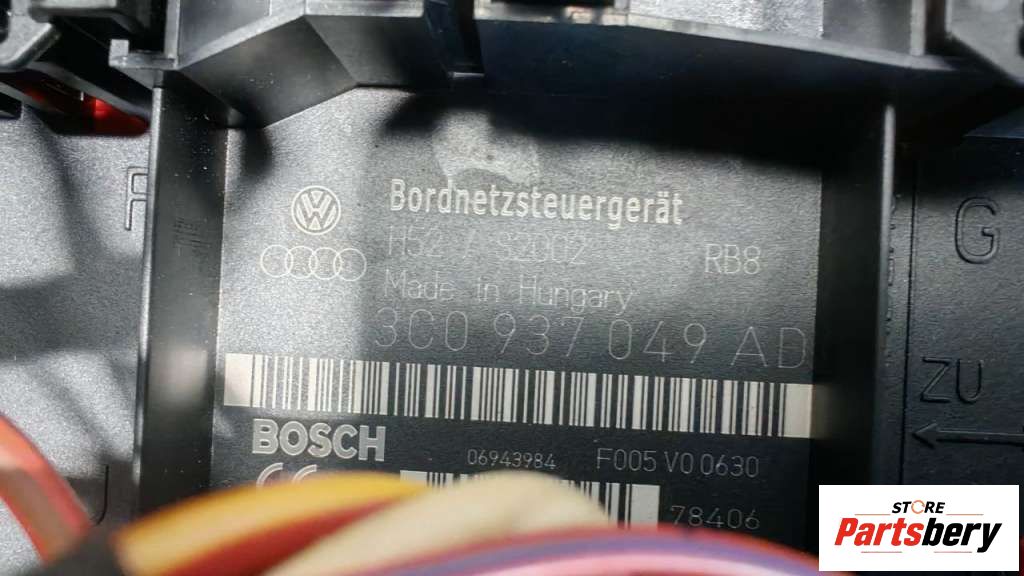 Bordnetzsteuergerät
H52 / S2002
RB8
Made in Hungary
3C0 937 049 AD
G
ZU
BOSCH
06943984
F005 V0 0630
CE
78406
STORE
Partsbery